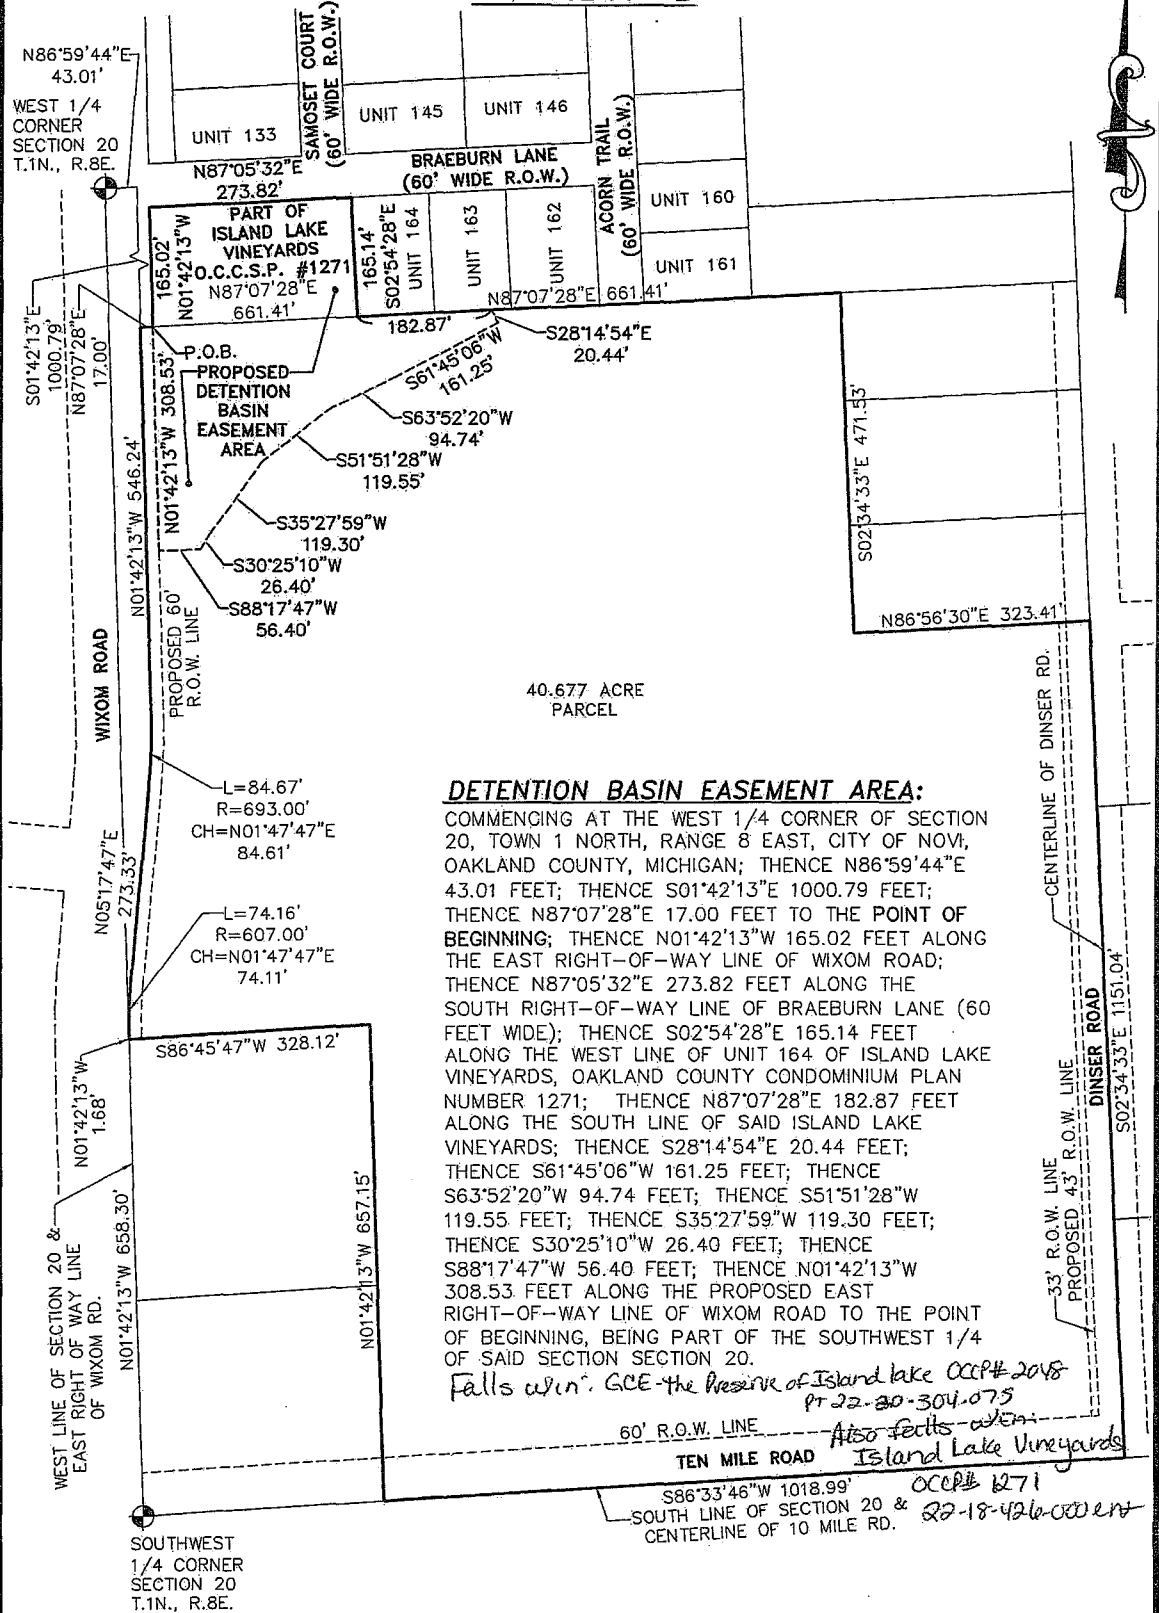 N86°59'44"E
43.01'
WEST 1/4
CORNER
SECTION 20
T.1N., R.8E.
SAMOSET COURT
(60' WIDE R.O.W.)
UNIT 133
UNIT 145
UNIT 146
N87°05'32"E
273.82'
BRAEBURN LANE
(60' WIDE R.O.W.)
ACORN TRAIL
(60' WIDE R.O.W.)
UNIT 160
UNIT 161
165.02'
N01°42'13"W
PART OF
ISLAND LAKE
VINEYARDS
O.C.C.S.P. #1271
N87°07'28"E
661.41'
165.14'
S02°54'28"E
UNIT 164
UNIT 163
UNIT 162
N87°07'28"E 661.41'
182.87'
S28°14'54"E
20.44'
S01°42'13"E
1000.79'
N87°07'28"E
17.00'
P.O.B.
PROPOSED
DETENTION
BASIN
EASEMENT
AREA
N01°42'13"W 308.53'
N01°42'13"W 546.24'
S61°45'06"W
161.25'
S63°52'20"W
94.74'
S51°51'28"W
119.55'
S35°27'59"W
119.30'
S30°25'10"W
26.40'
S88°17'47"W
56.40'
S02°34'33"E 471.53'
N86°56'30"E 323.41'
WIXOM ROAD
PROPOSED 60'
R.O.W. LINE
40.677 ACRE
PARCEL
CENTERLINE OF DINSER RD.
L=84.67'
R=693.00'
CH=N01°47'47"E
84.61'
N05°17'47"E
273.33'
L=74.16'
R=607.00'
CH=N01°47'47"E
74.11'
DETENTION BASIN EASEMENT AREA:
COMMENCING AT THE WEST 1/4 CORNER OF SECTION
20, TOWN 1 NORTH, RANGE 8 EAST, CITY OF NOVI,
OAKLAND COUNTY, MICHIGAN; THENCE N86°59'44"E
43.01 FEET; THENCE S01°42'13"E 1000.79 FEET;
THENCE N87°07'28"E 17.00 FEET TO THE POINT OF
BEGINNING; THENCE N01°42'13"W 165.02 FEET ALONG
THE EAST RIGHT-OF-WAY LINE OF WIXOM ROAD;
THENCE N87°05'32"E 273.82 FEET ALONG THE
SOUTH RIGHT-OF-WAY LINE OF BRAEBURN LANE (60
FEET WIDE); THENCE S02°54'28"E 165.14 FEET
ALONG THE WEST LINE OF UNIT 164 OF ISLAND LAKE
VINEYARDS, OAKLAND COUNTY CONDOMINIUM PLAN
NUMBER 1271; THENCE N87°07'28"E 182.87 FEET
ALONG THE SOUTH LINE OF SAID ISLAND LAKE
VINEYARDS; THENCE S28°14'54"E 20.44 FEET;
THENCE S61°45'06"W 161.25 FEET; THENCE
S63°52'20"W 94.74 FEET; THENCE S51°51'28"W
119.55 FEET; THENCE S35°27'59"W 119.30 FEET;
THENCE S30°25'10"W 26.40 FEET; THENCE
S88°17'47"W 56.40 FEET; THENCE N01°42'13"W
308.53 FEET ALONG THE PROPOSED EAST
RIGHT-OF-WAY LINE OF WIXOM ROAD TO THE POINT
OF BEGINNING, BEING PART OF THE SOUTHWEST 1/4
OF SAID SECTION SECTION 20.
Falls w/in: GCE-the Preserve of Island lake OCCP# 2048
PT 22-20-304-075
Also falls
Island Lake Vineyards
OCCP# 1271
22-18-426-000 ent
DINSER ROAD
S02°34'33"E 1151.04'
33' R.O.W. LINE
PROPOSED 43' R.O.W. LINE
S86°45'47"W 328.12'
N01°42'13"W
1.68'
N01°42'13"W 657.15'
N01°42'13"W 658.30'
WEST LINE OF SECTION 20 &
EAST RIGHT OF WAY LINE
OF WIXOM RD.
60' R.O.W. LINE
TEN MILE ROAD
S86°33'46"W 1018.99'
SOUTH LINE OF SECTION 20 &
CENTERLINE OF 10 MILE RD.
SOUTHWEST
1/4 CORNER
SECTION 20
T.1N., R.8E.